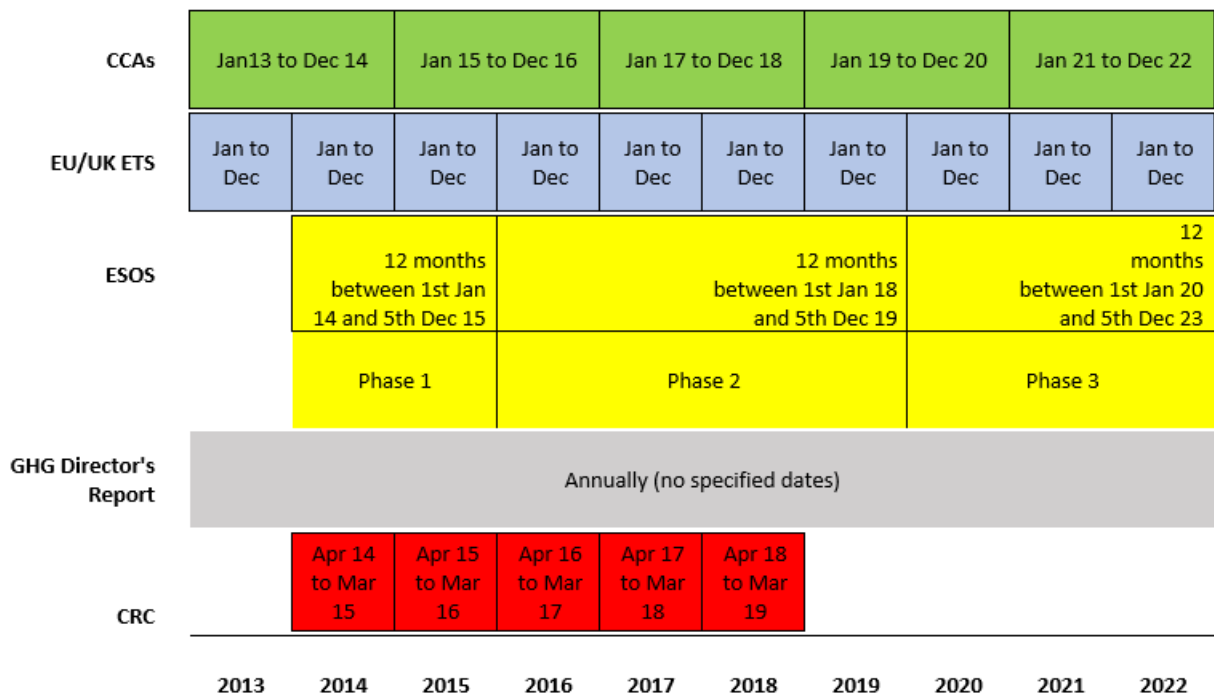 CCAs
Jan13 to Dec 14
Jan 15 to Dec 16
Jan 17 to Dec 18
Jan 19 to Dec 20
Jan 21 to Dec 22
EU/UK ETS
Jan to
Dec
Jan to
Dec
Jan to
Dec
Jan to
Dec
Jan to
Dec
Jan to
Dec
Jan to
Dec
Jan to
Dec
Jan to
Dec
Jan to
Dec
ESOS
12 months
between 1st Jan
14 and 5th Dec 15
12 months
between 1st Jan 18
and 5th Dec 19
12
months
between 1st Jan 20
and 5th Dec 23
Phase 1
Phase 2
Phase 3
GHG Director's
Report
Annually (no specified dates)
CRC
Apr 14
to Mar
15
Apr 15
to Mar
16
Apr 16
to Mar
17
Apr 17
to Mar
18
Apr 18
to Mar
19
2013
2014
2015
2016
2017
2018
2019
2020
2021
2022